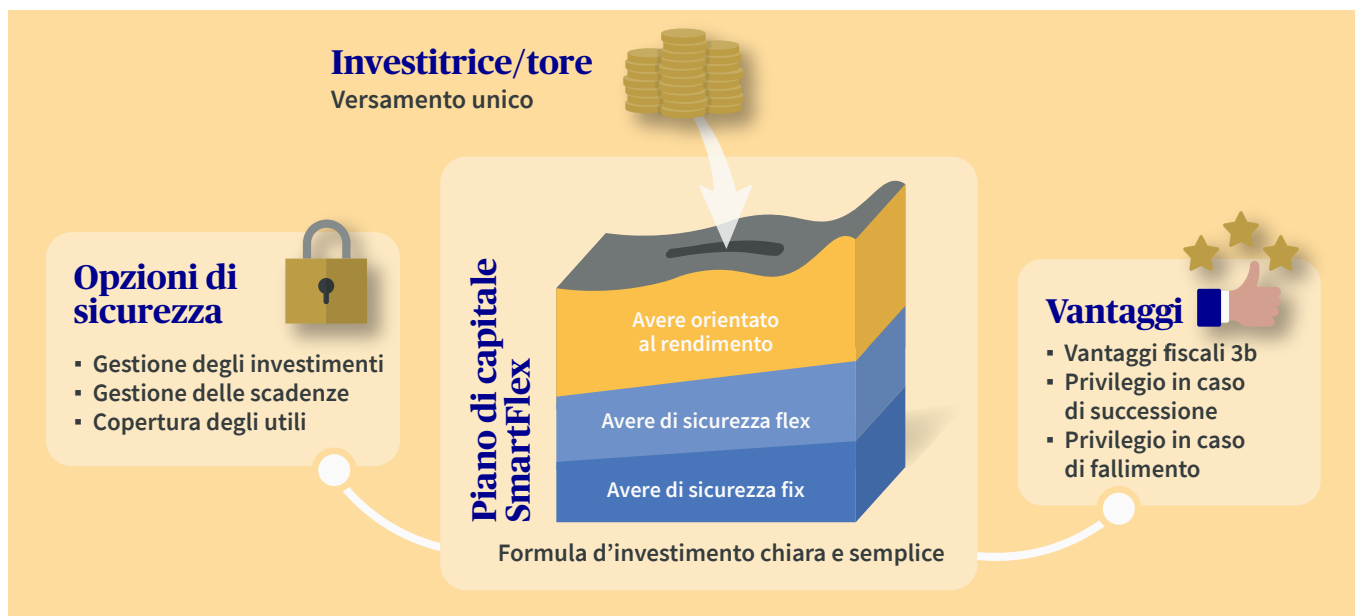 Investitrice/tore
Versamento unico
Opzioni di
sicurezza
▪ Gestione degli investimenti
▪ Gestione delle scadenze
▪ Copertura degli utili
Piano di capitale
SmartFlex
Avere orientato
al rendimento
Avere di sicurezza flex
Avere di sicurezza fix
Formula d’investimento chiara e semplice
Vantaggi
▪ Vantaggi fiscali 3b
▪ Privilegio in caso
di successione
▪ Privilegio in caso
di fallimento